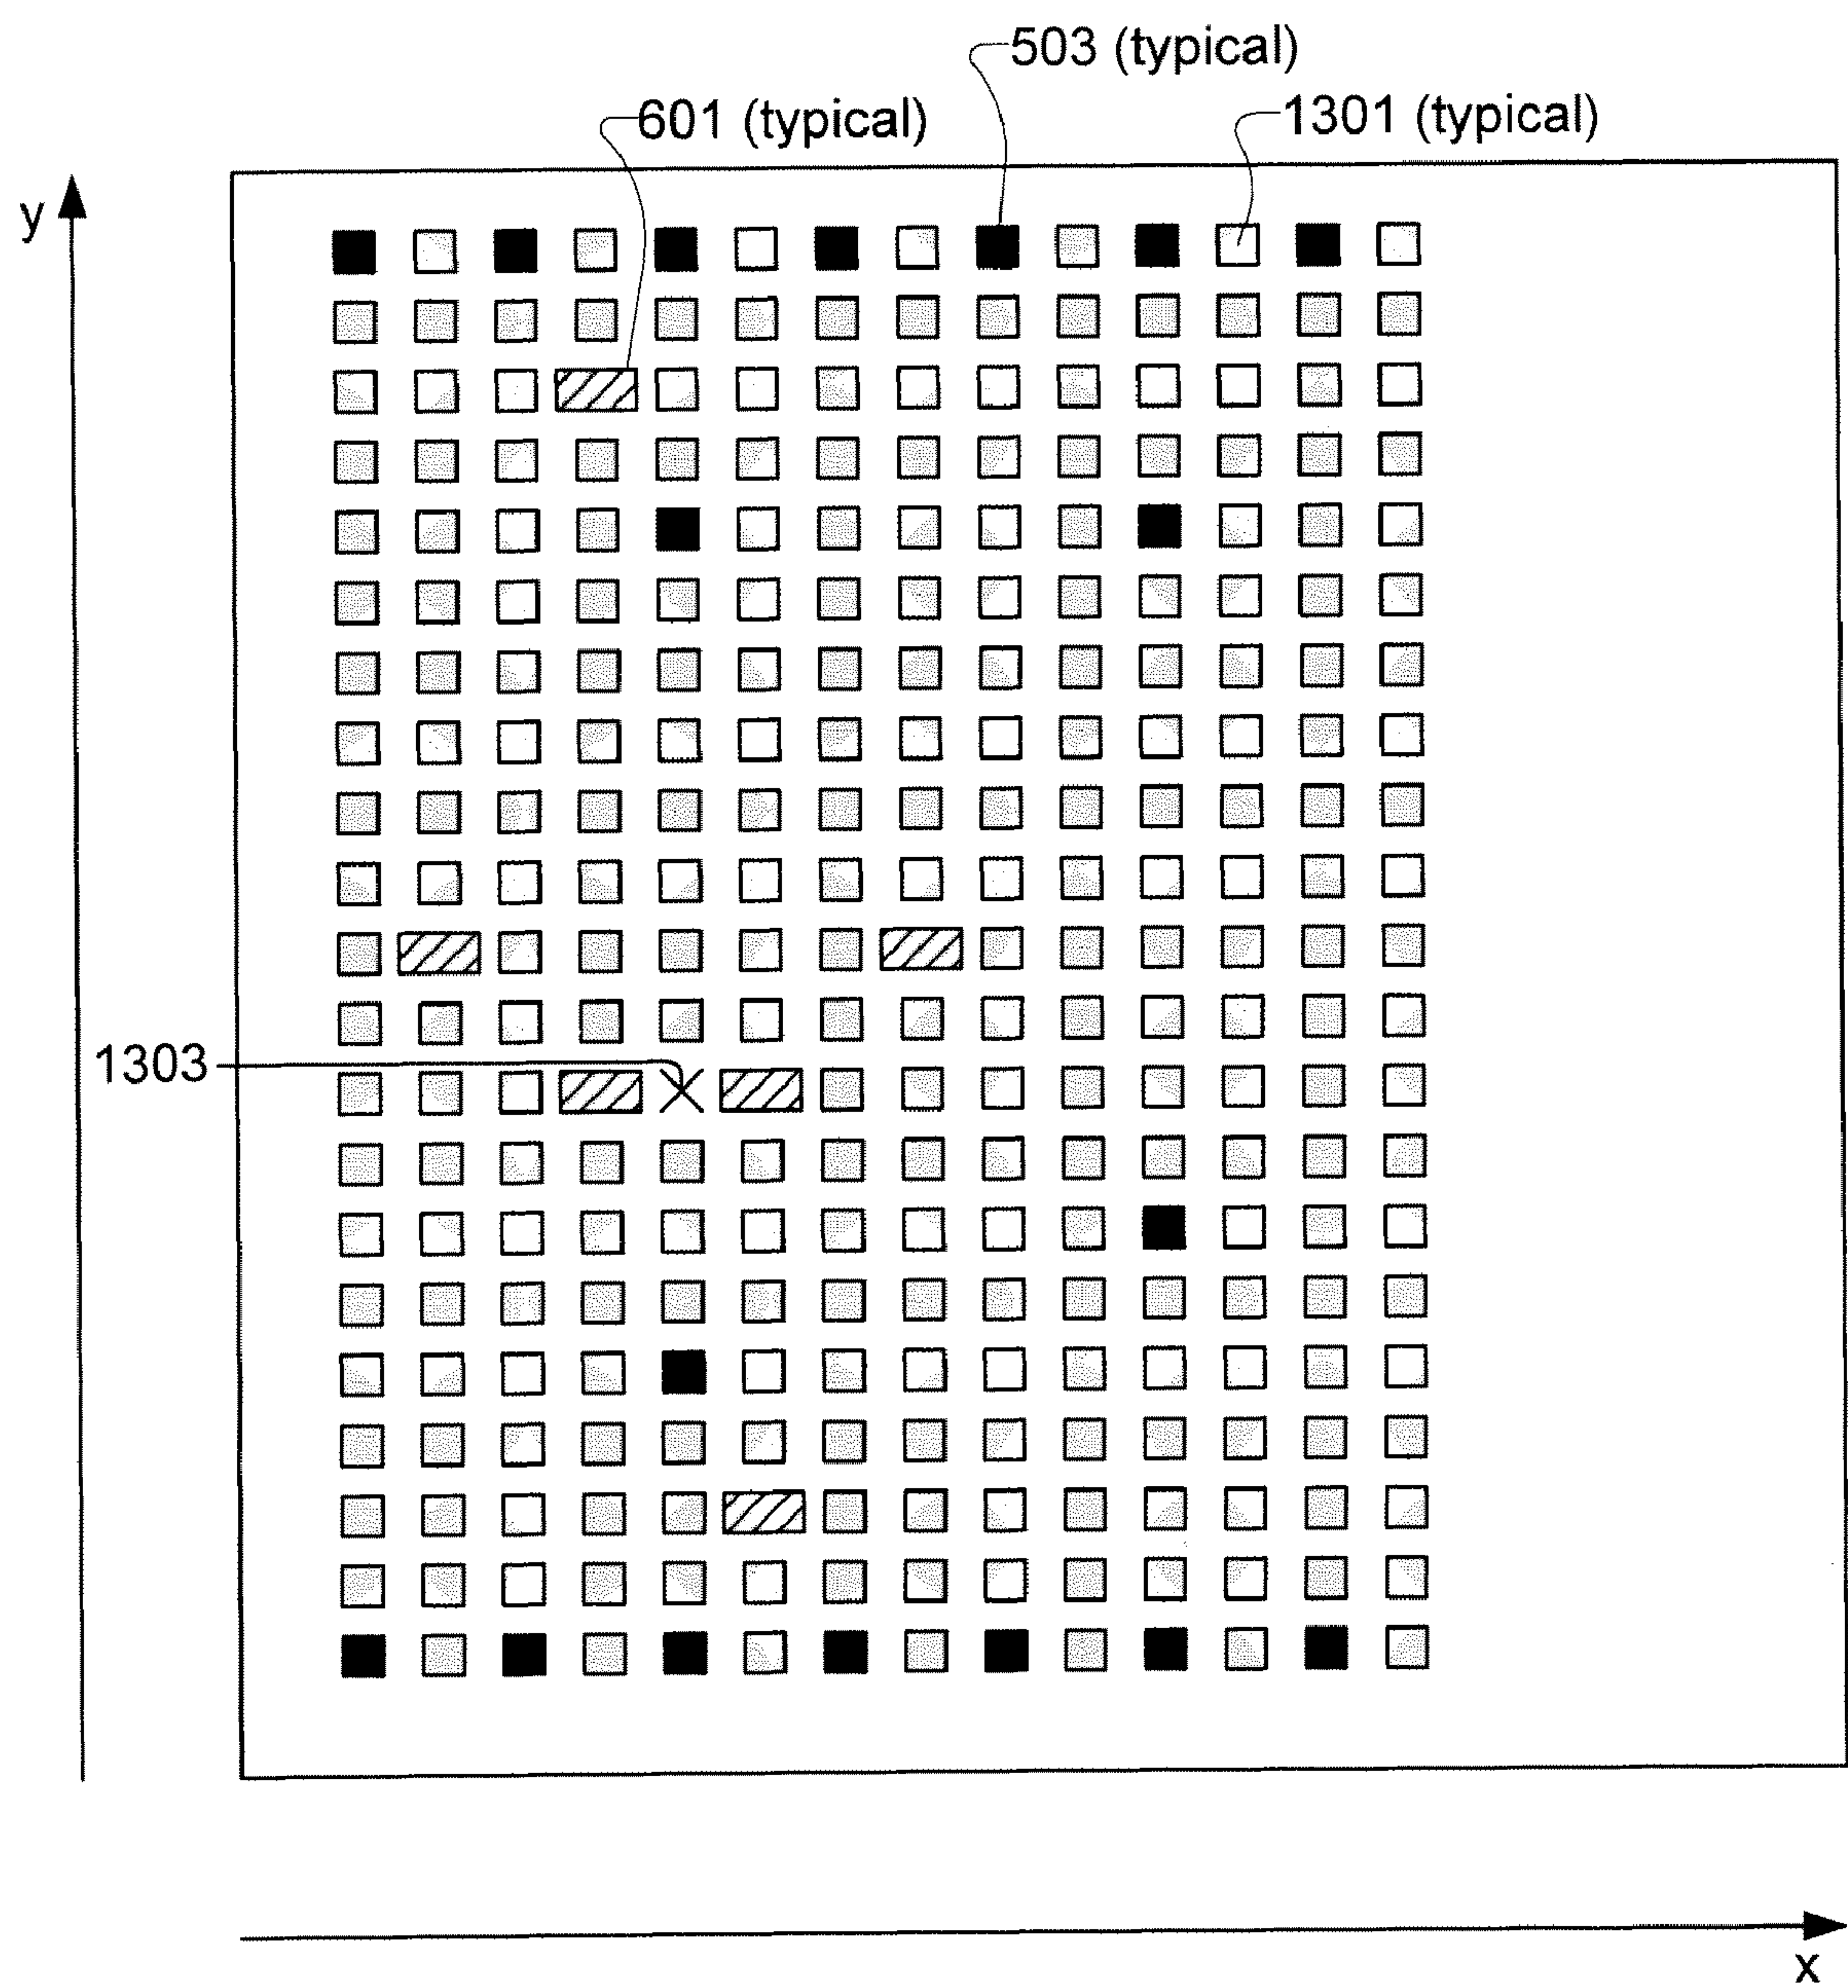 503 (typical)
601 (typical)
1301 (typical)
y
1303
x